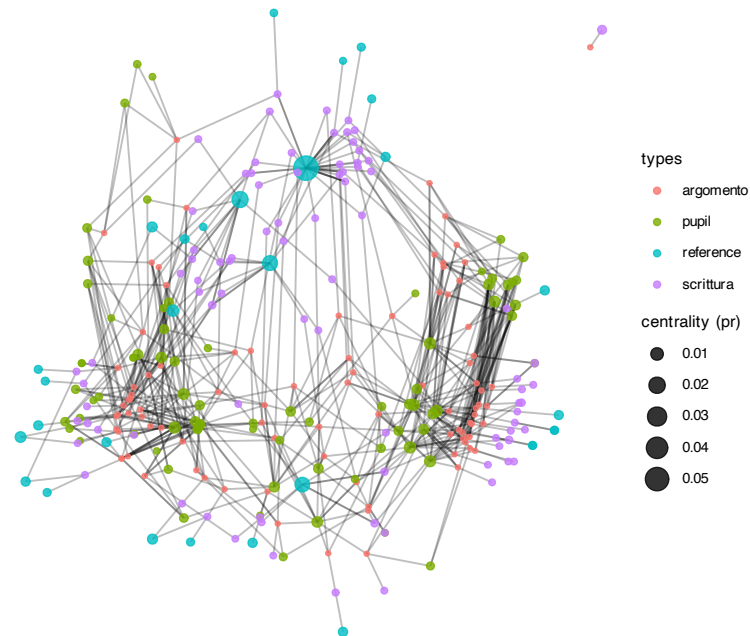 types
argomento
pupil
reference
scrittura
centrality (pr)
0.01
0.02
0.03
0.04
0.05